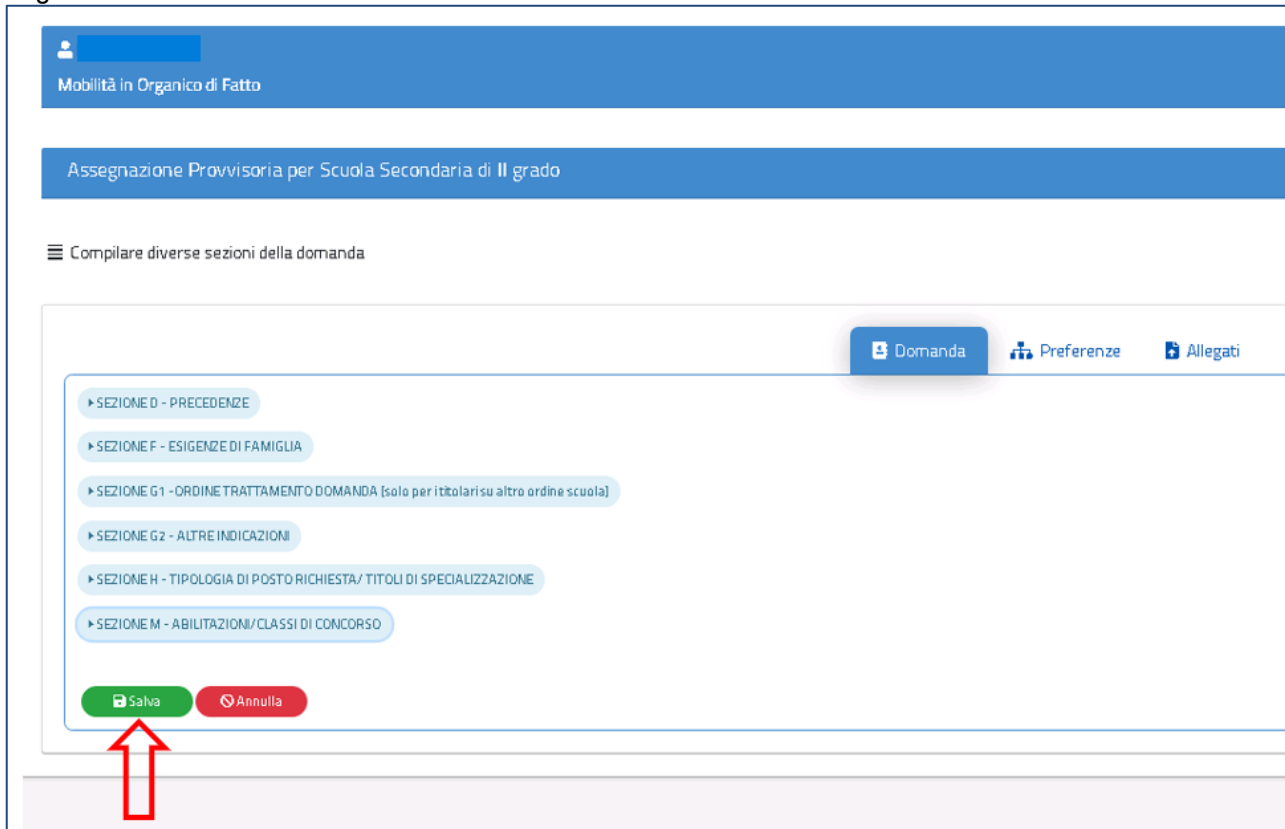 Mobilità in Organico di Fatto
Assegnazione Provvisoria per Scuola Secondaria di II grado
Compilare diverse sezioni della domanda
Domanda
Preferenze
Allegati
SEZIONE D - PRECEDENZE
SEZIONE F - ESIGENZE DI FAMIGLIA
SEZIONE G1 - ORDINE TRATTAMENTO DOMANDA [solo per i titolari su altro ordine scuola]
SEZIONE G2 - ALTRE INDICAZIONI
SEZIONE H - TIPOLOGIA DI POSTO RICHIESTA/ TITOLI DI SPECIALIZZAZIONE
SEZIONE M - ABILITAZIONI/CLASSI DI CONCORSO
Salva
Annulla